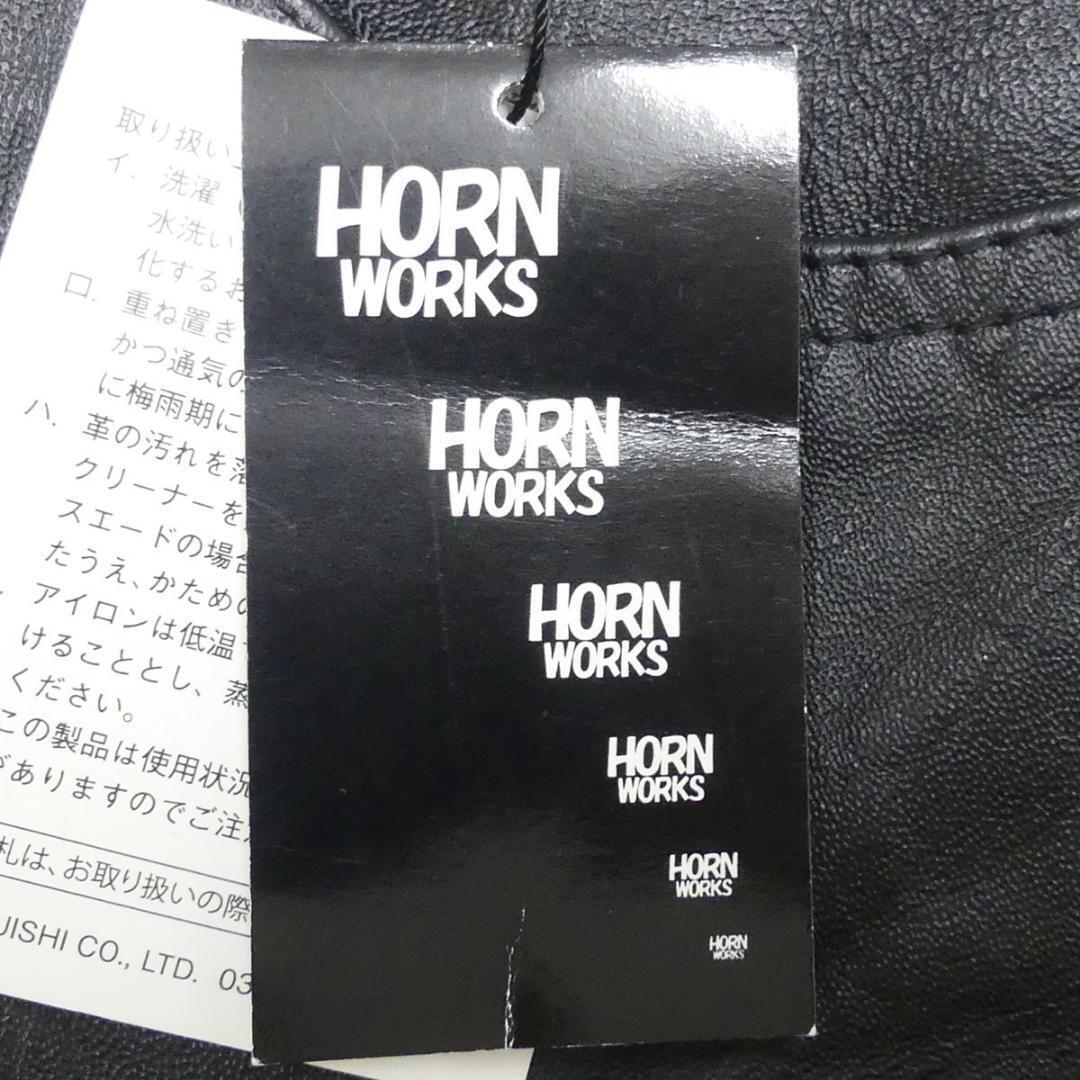 取り扱い
イ. 洗濯
水洗い
化するお
ロ. 重ね置き
かつ通気の
に梅雨期に
ハ. 革の汚れを落
クリーナーを
スエードの場合
たうえ、かための
アイロンは低温
けることとし、蒸
ください。
この製品は使用状況
がありますのでご注
札は、お取り扱いの際
UISHI CO., LTD. 03
HORN
WORKS
HORN
WORKS
HORN
WORKS
HORN
WORKS
HORN
WORKS
HORN
WORKS